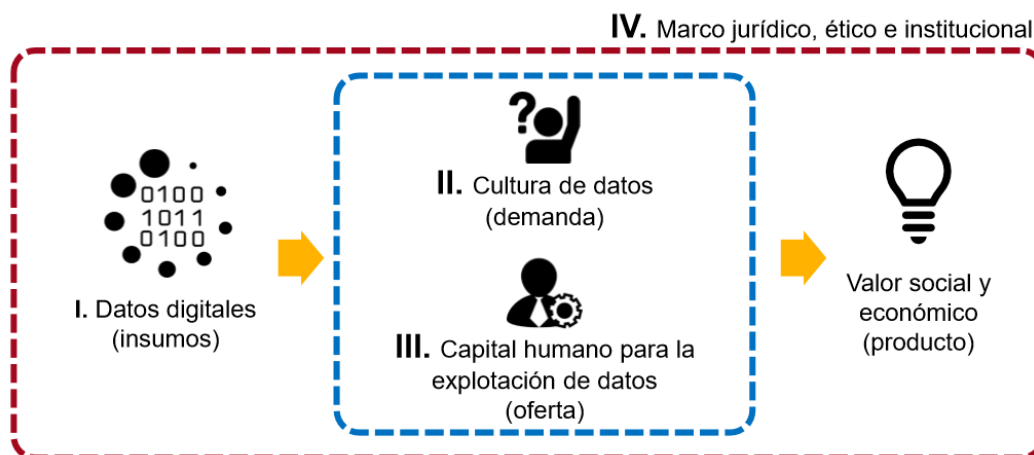 IV. Marco jurídico, ético e institucional
0100
1011
0100
I. Datos digitales
(insumos)
?
II. Cultura de datos
(demanda)
III. Capital humano para la
explotación de datos
(oferta)
Valor social y
económico
(producto)